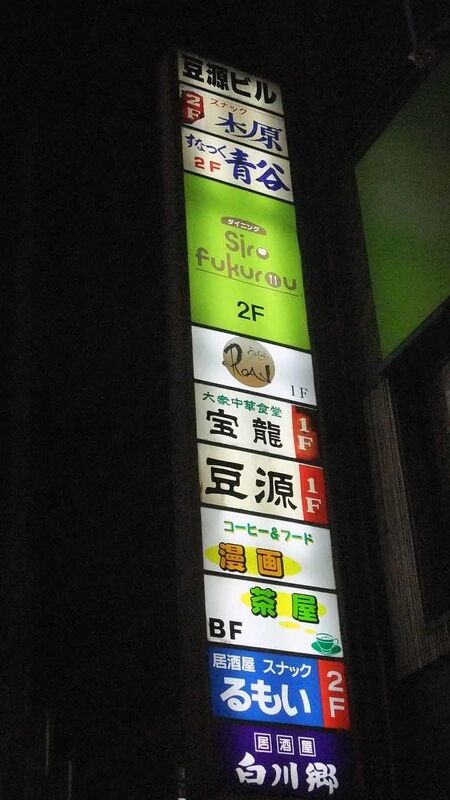 豆源ビル
スナック
2F 木原
すなっく
2F 青谷
ダイニング
Siro
fukurou
2F
ROAN
1F
大衆中華食堂
宝龍 1F
豆源 1F
コーヒー&フード
漫画
茶屋
BF
居酒屋 スナック
るもい 2F
居酒屋
白川郷